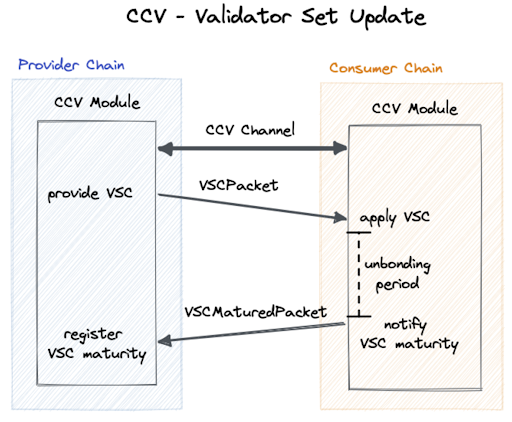 CCV - Validator Set Update
Provider Chain
Consumer Chain
CCV Module
CCV Module
CCV Channel
provide VSC
VSCPacket
apply VSC
unbonding
period
VSCMaturedPacket
register
VSC maturity
notify
VSC maturity